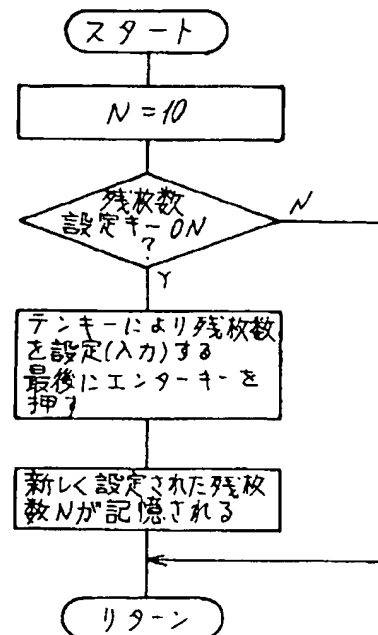 スタート
N=10
残枚数
設定キーON
?
N
Y
テンキーにより残枚数
を設定(入力)する
最後にエンターキーを
押す
新しく設定された残枚
数Nが記憶される
リターン